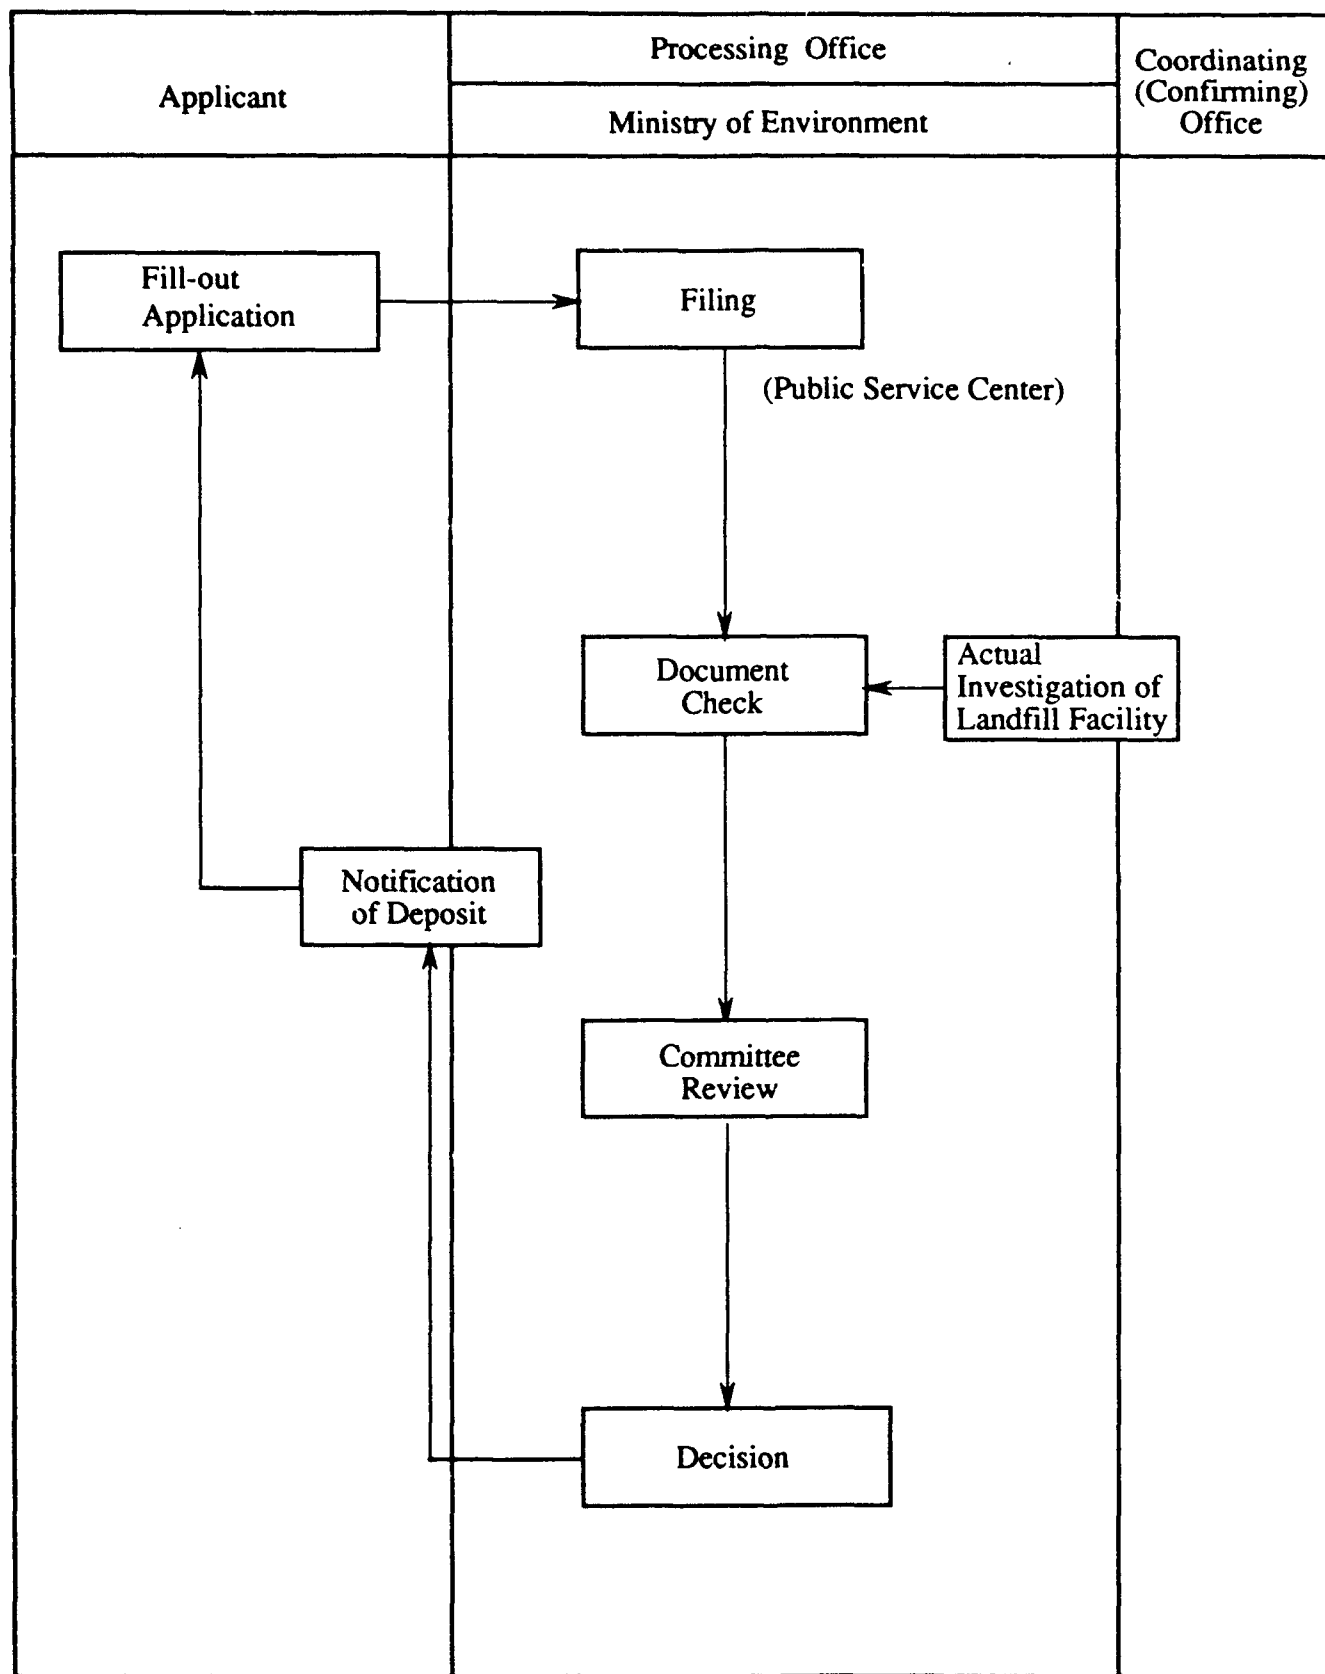 Applicant
Processing Office
Ministry of Environment
Coordinating
(Confirming)
Office
Fill-out
Application
Filing
(Public Service Center)
Document
Check
Actual
Investigation of
Landfill Facility
Notification
of Deposit
Committee
Review
Decision